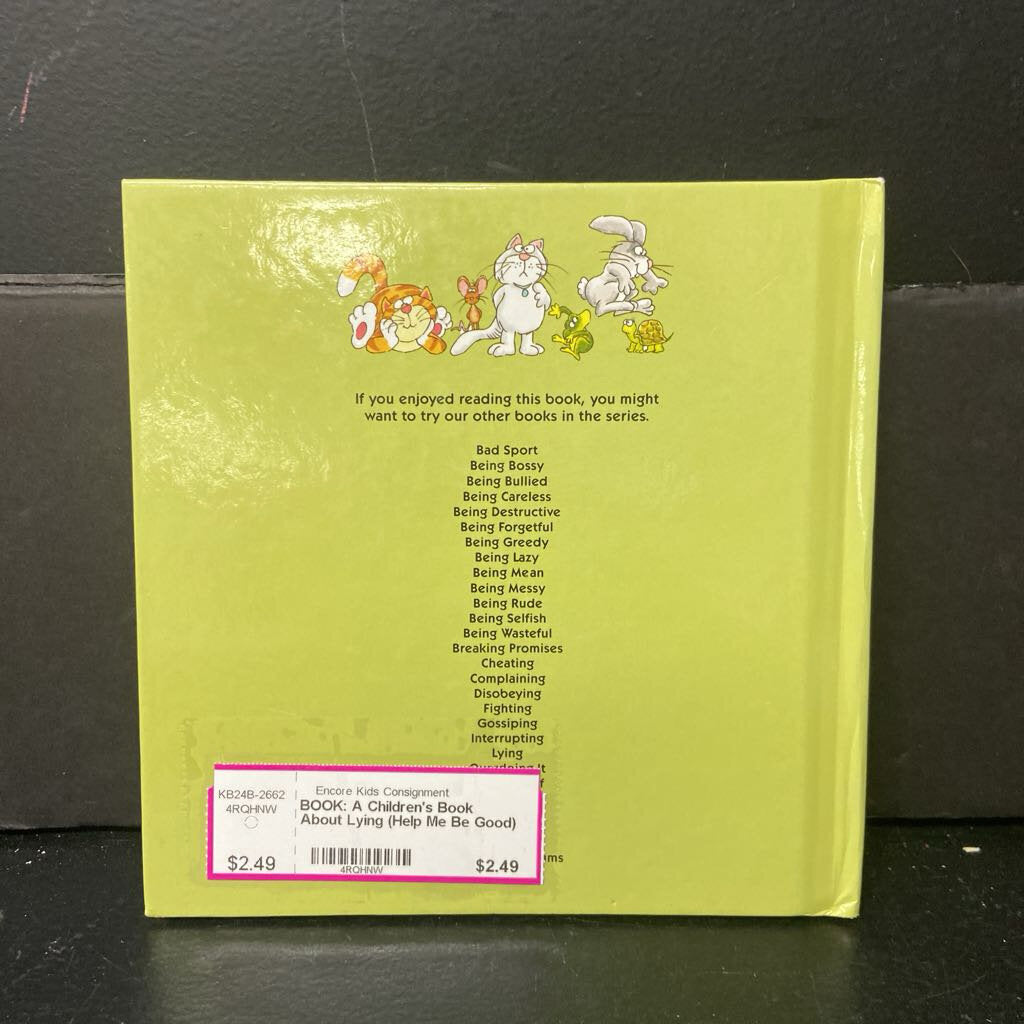 If you enjoyed reading this book, you might
want to try our other books in the series.
Bad Sport
Being Bossy
Being Bullied
Being Careless
Being Destructive
Being Forgetful
Being Greedy
Being Lazy
Being Mean
Being Messy
Being Rude
Being Selfish
Being Wasteful
Breaking Promises
Cheating
Complaining
Disobeying
Fighting
Gossiping
Interrupting
Lying
Overdoing It
KB24B-2662
4RQHNW
$2.49
Encore Kids Consignment
BOOK: A Children's Book
About Lying (Help Me Be Good)
4RQHNW
$2.49